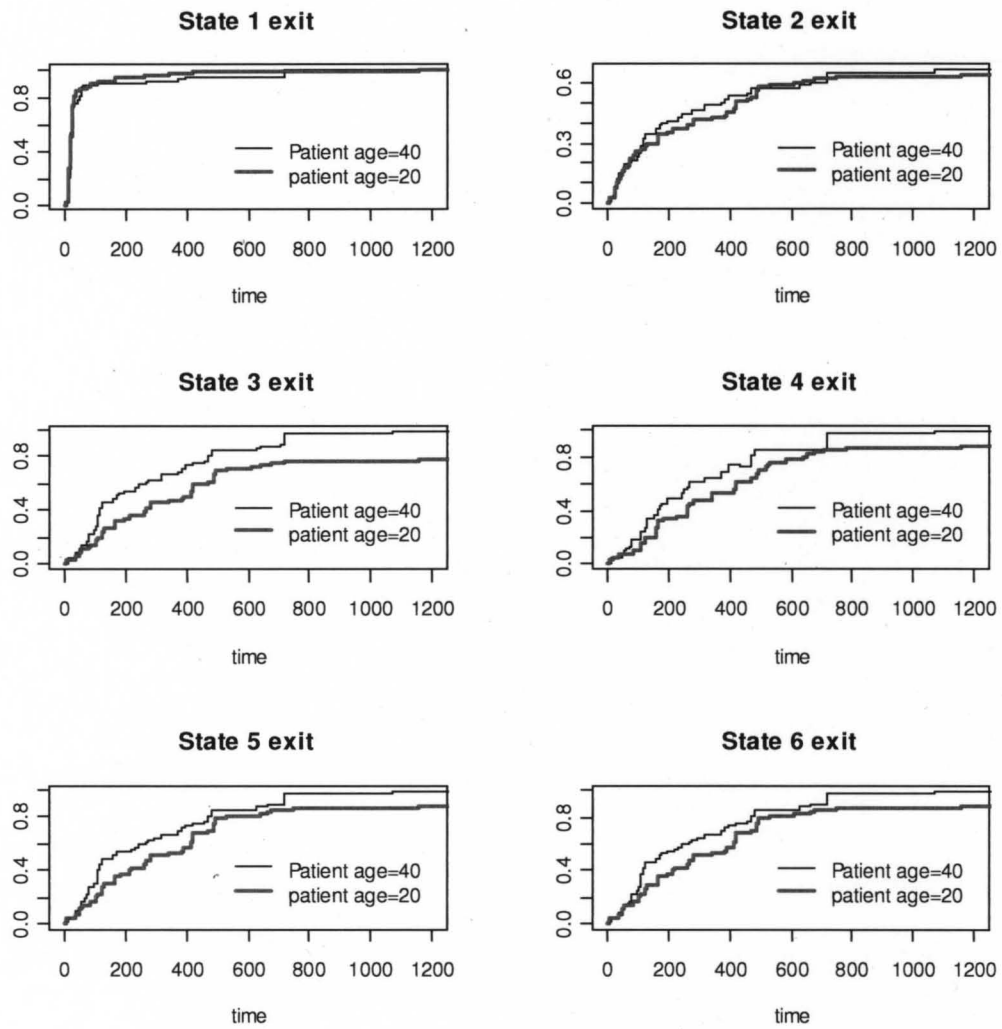 State 1 exit
0.8
0.4
0.0
Patient age=40
patient age=20
0 200 400 600 800 1000 1200
time
State 2 exit
0.6
0.3
0.0
Patient age=40
patient age=20
0 200 400 600 800 1000 1200
time
State 3 exit
0.8
0.4
0.0
Patient age=40
patient age=20
0 200 400 600 800 1000 1200
time
State 4 exit
0.8
0.4
0.0
Patient age=40
patient age=20
0 200 400 600 800 1000 1200
time
State 5 exit
0.8
0.4
0.0
Patient age=40
patient age=20
0 200 400 600 800 1000 1200
time
State 6 exit
0.8
0.4
0.0
Patient age=40
patient age=20
0 200 400 600 800 1000 1200
time